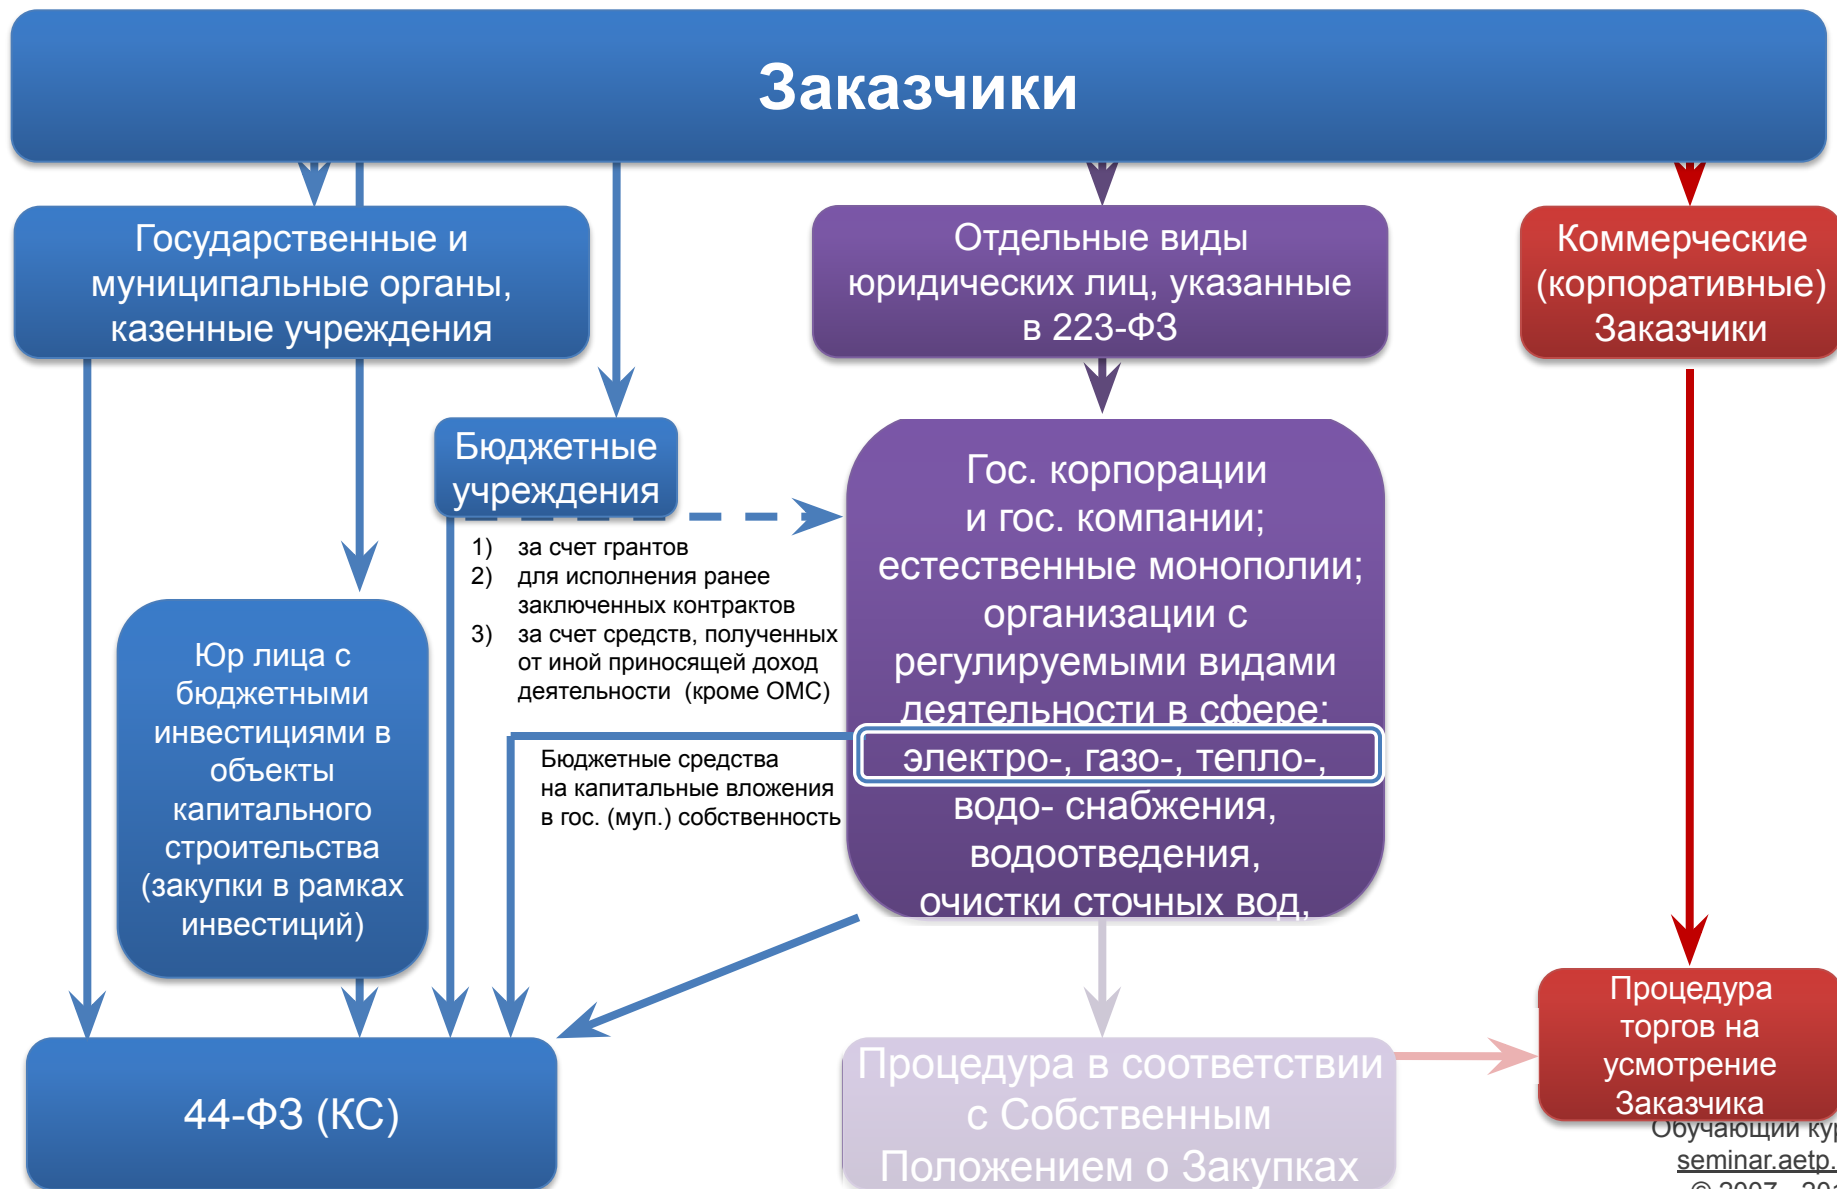 Заказчики
Государственные и
муниципальные органы,
казенные учреждения
Отдельные виды
юридических лиц, указанные
в 223-ФЗ
Коммерческие
(корпоративные)
Заказчики
Бюджетные
учреждения
1) за счет грантов
2) для исполнения ранее
заключенных контрактов
3) за счет средств, полученных
от иной приносящей доход
деятельности (кроме ОМС)
Гос. корпорации
и гос. компании;
естественные монополии;
организации с
регулируемыми видами
деятельности в сфере:
электро-, газо-, тепло-,
водо- снабжения,
водоотведения,
очистки сточных вод,
Юр лица с
бюджетными
инвестициями в
объекты
капитального
строительства
(закупки в рамках
инвестиций)
Бюджетные средства
на капитальные вложения
в гос. (муп.) собственность
44-ФЗ (КС)
Процедура в соответствии
с Собственным
Положением о Закупках
Процедура
торгов на
усмотрение
Заказчика
Обучающий
seminar.aetp.
© 2007